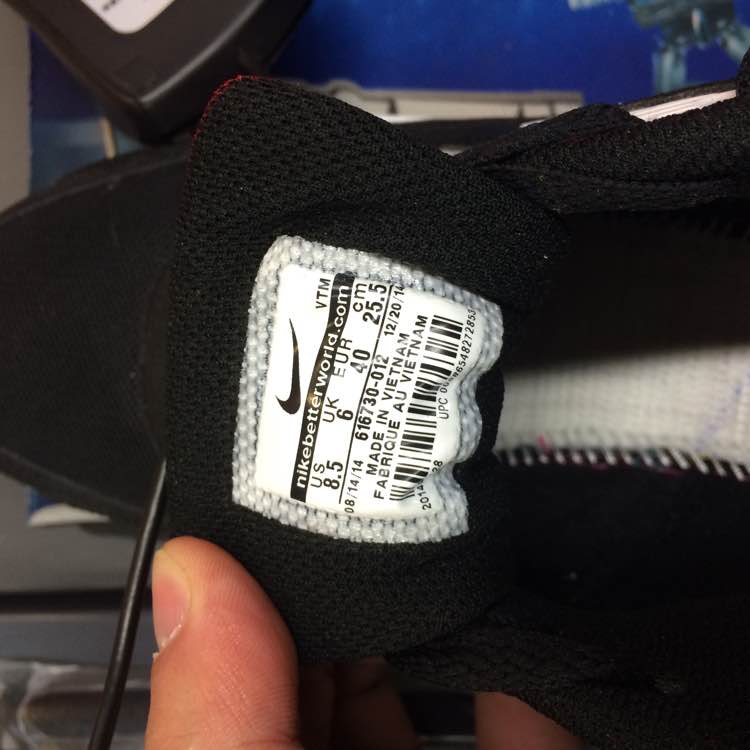 VTM
nikebetterworld.com
US UK EUR cm
8.5 6 40 25.5
08/14/14 616730-012 12/20/14
MADE IN VIETNAM
FABRIQUE AU VIETNAM
UPC